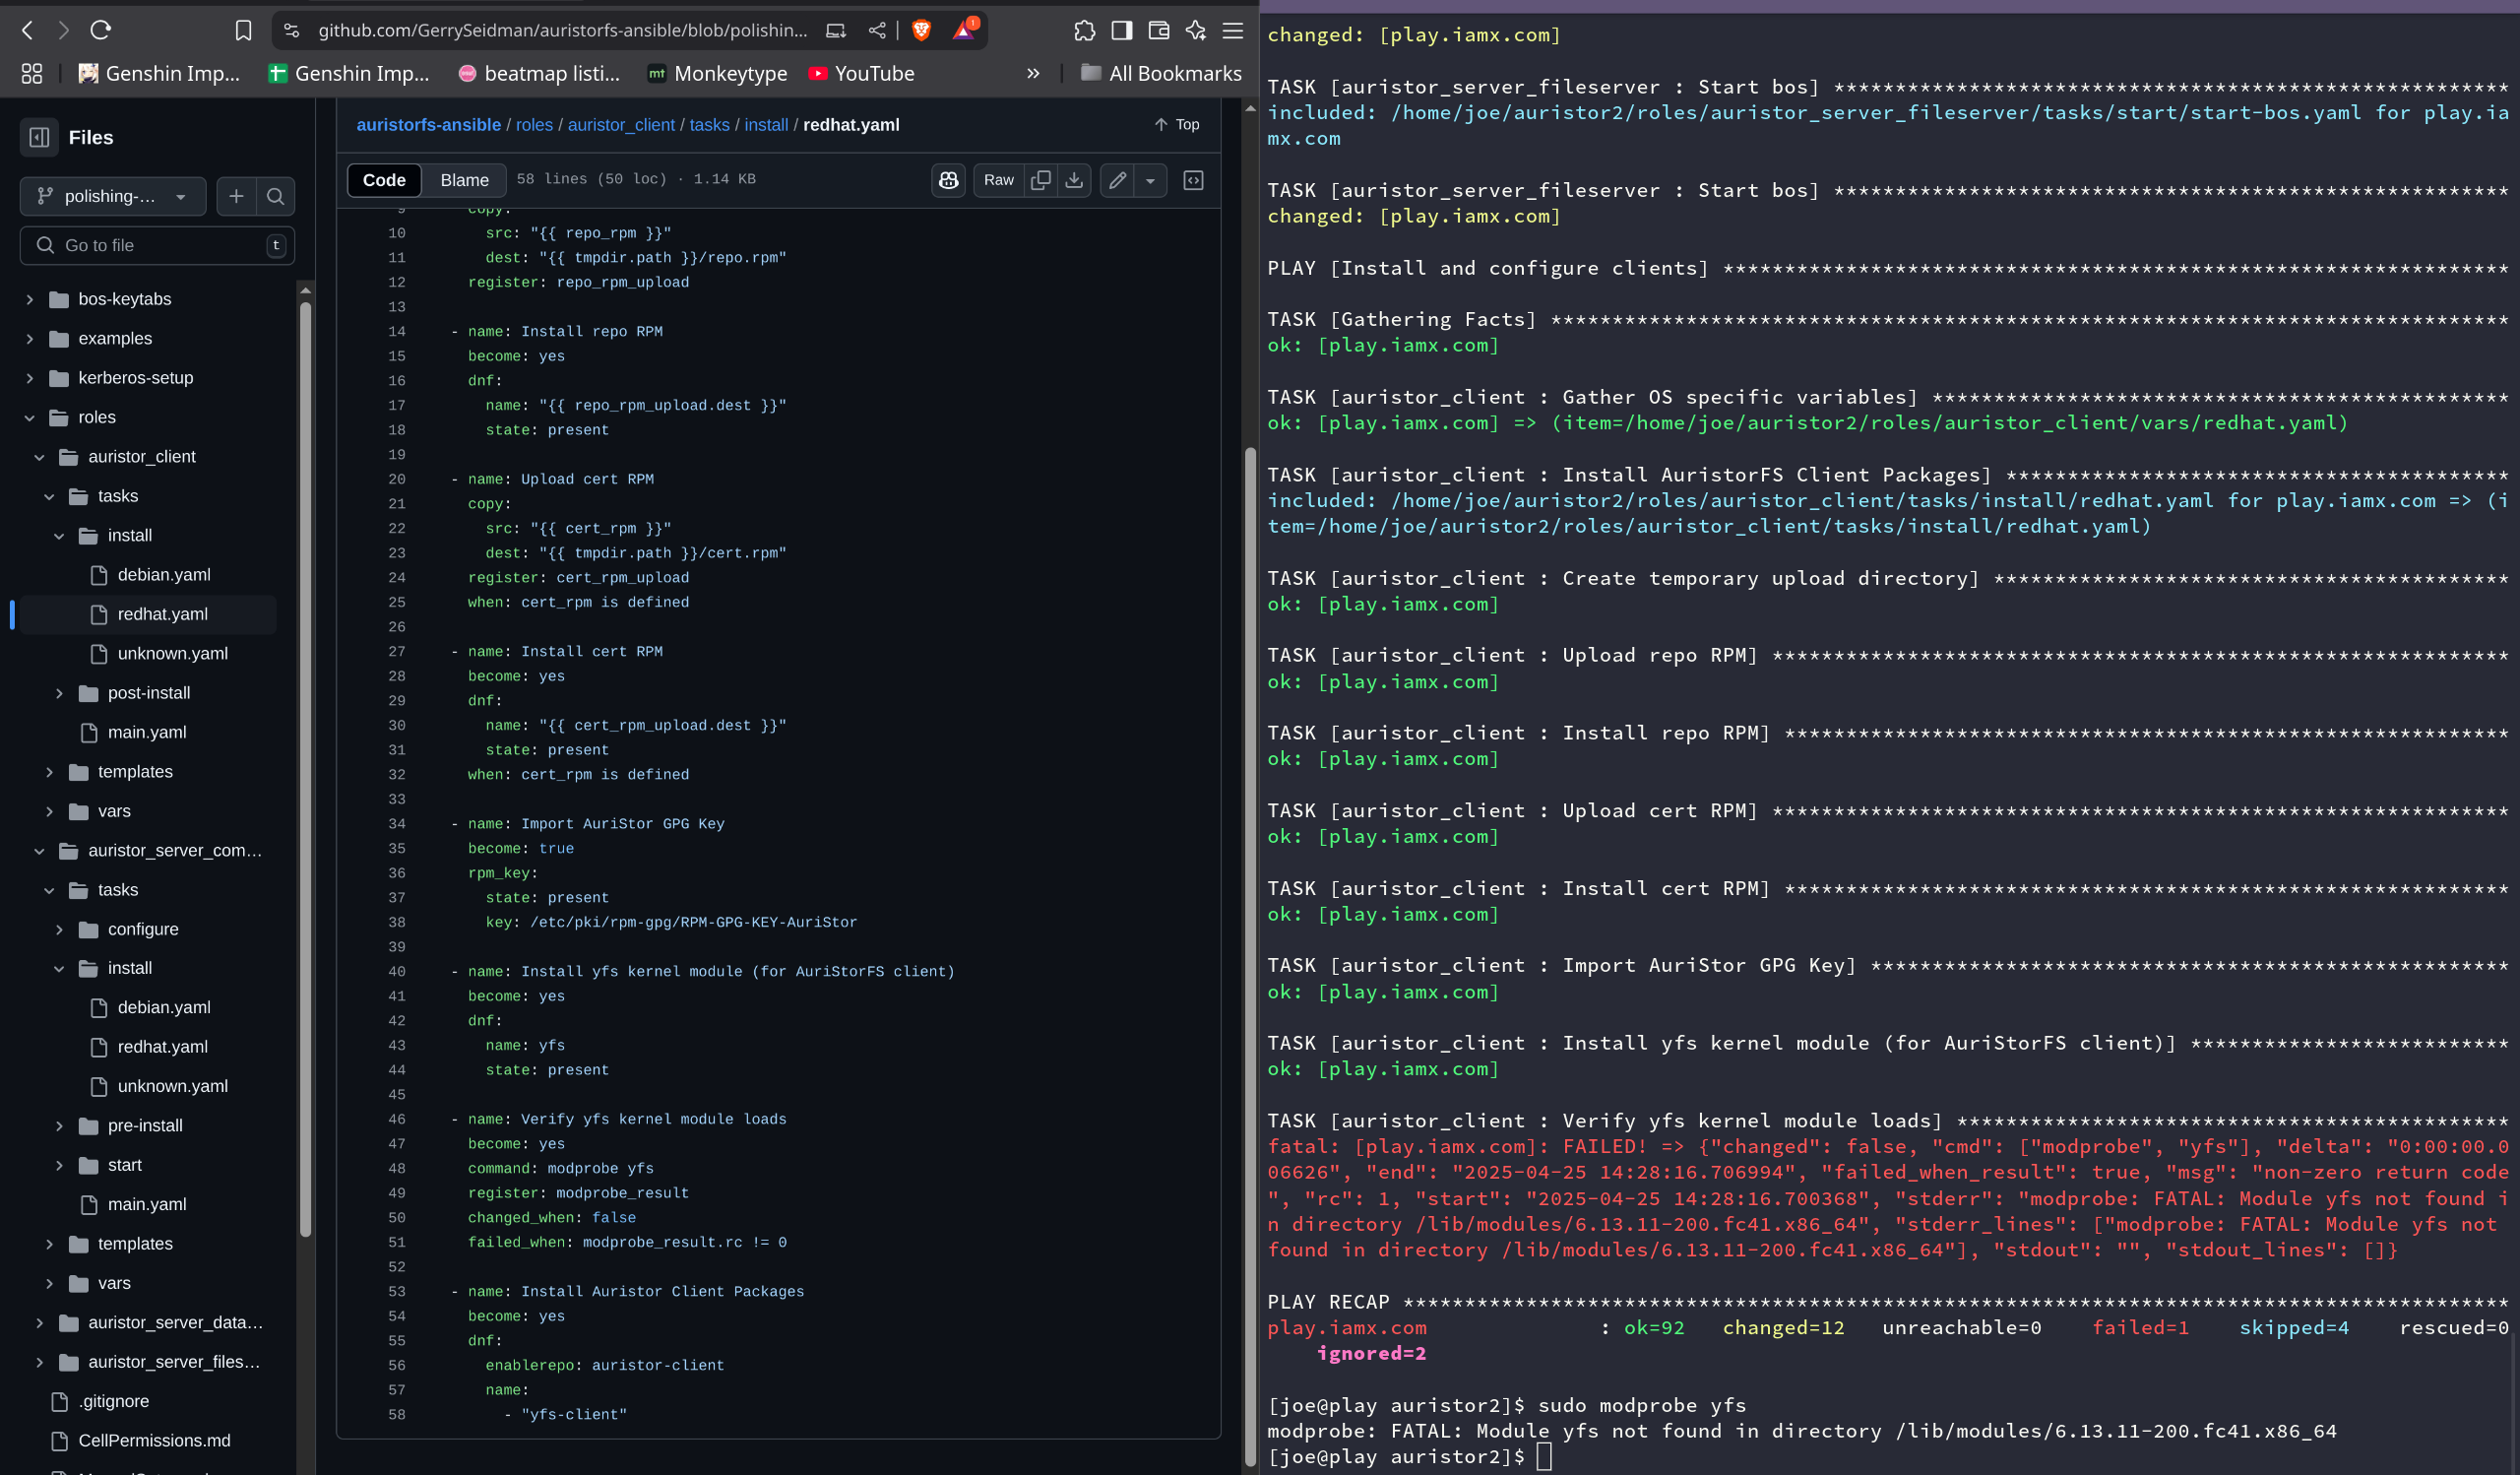 github.com/GerrySeidman/auristorfs-ansible/blob/polishin...
1
Genshin Imp...
Genshin Imp...
beatmap listi...
mt
Monkeytype
YouTube
»
All Bookmarks
Files
polishing-...
Go to file
t
bos-keytabs
examples
kerberos-setup
roles
auristor_client
tasks
install
debian.yaml
redhat.yaml
unknown.yaml
post-install
main.yaml
templates
vars
auristor_server_com...
tasks
configure
install
debian.yaml
redhat.yaml
unknown.yaml
pre-install
start
main.yaml
templates
vars
auristor_server_data...
auristor_server_files...
.gitignore
CellPermissions.md
auristorfs-ansible / roles / auristor_client / tasks / install / redhat.yaml
Top
Code
Blame
58 lines (50 loc) · 1.14 KB
Raw
9 copy:
10 src: "{{ repo_rpm }}"
11 dest: "{{ tmpdir.path }}/repo.rpm"
12 register: repo_rpm_upload
13
14 - name: Install repo RPM
15 become: yes
16 dnf:
17 name: "{{ repo_rpm_upload.dest }}"
18 state: present
19
20 - name: Upload cert RPM
21 copy:
22 src: "{{ cert_rpm }}"
23 dest: "{{ tmpdir.path }}/cert.rpm"
24 register: cert_rpm_upload
25 when: cert_rpm is defined
26
27 - name: Install cert RPM
28 become: yes
29 dnf:
30 name: "{{ cert_rpm_upload.dest }}"
31 state: present
32 when: cert_rpm is defined
33
34 - name: Import AuriStor GPG Key
35 become: true
36 rpm_key:
37 state: present
38 key: /etc/pki/rpm-gpg/RPM-GPG-KEY-AuriStor
39
40 - name: Install yfs kernel module (for AuriStorFS client)
41 become: yes
42 dnf:
43 name: yfs
44 state: present
45
46 - name: Verify yfs kernel module loads
47 become: yes
48 command: modprobe yfs
49 register: modprobe_result
50 changed_when: false
51 failed_when: modprobe_result.rc != 0
52
53 - name: Install Auristor Client Packages
54 become: yes
55 dnf:
56 enablerepo: auristor-client
57 name:
58 - "yfs-client"
changed: [play.iamx.com]
TASK [auristor_server_fileserver : Start bos] *******************************************************
included: /home/joe/auristor2/roles/auristor_server_fileserver/tasks/start/start-bos.yaml for play.ia
mx.com
TASK [auristor_server_fileserver : Start bos] *******************************************************
changed: [play.iamx.com]
PLAY [Install and configure clients] ****************************************************************
TASK [Gathering Facts] ******************************************************************************
ok: [play.iamx.com]
TASK [auristor_client : Gather OS specific variables] ***********************************************
ok: [play.iamx.com] => (item=/home/joe/auristor2/roles/auristor_client/vars/redhat.yaml)
TASK [auristor_client : Install AuristorFS Client Packages] *****************************************
included: /home/joe/auristor2/roles/auristor_client/tasks/install/redhat.yaml for play.iamx.com => (i
tem=/home/joe/auristor2/roles/auristor_client/tasks/install/redhat.yaml)
TASK [auristor_client : Create temporary upload directory] ******************************************
ok: [play.iamx.com]
TASK [auristor_client : Upload repo RPM] ************************************************************
ok: [play.iamx.com]
TASK [auristor_client : Install repo RPM] ***********************************************************
ok: [play.iamx.com]
TASK [auristor_client : Upload cert RPM] ************************************************************
ok: [play.iamx.com]
TASK [auristor_client : Install cert RPM] ***********************************************************
ok: [play.iamx.com]
TASK [auristor_client : Import AuriStor GPG Key] ****************************************************
ok: [play.iamx.com]
TASK [auristor_client : Install yfs kernel module (for AuriStorFS client)] **************************
ok: [play.iamx.com]
TASK [auristor_client : Verify yfs kernel module loads] *********************************************
fatal: [play.iamx.com]: FAILED! => {"changed": false, "cmd": ["modprobe", "yfs"], "delta": "0:00:00.0
06626", "end": "2025-04-25 14:28:16.706994", "failed_when_result": true, "msg": "non-zero return code
", "rc": 1, "start": "2025-04-25 14:28:16.700368", "stderr": "modprobe: FATAL: Module yfs not found i
n directory /lib/modules/6.13.11-200.fc41.x86_64", "stderr_lines": ["modprobe: FATAL: Module yfs not 
found in directory /lib/modules/6.13.11-200.fc41.x86_64"], "stdout": "", "stdout_lines": []}
PLAY RECAP ******************************************************************************************
play.iamx.com : ok=92 changed=12 unreachable=0 failed=1 skipped=4 rescued=0
ignored=2
[joe@play auristor2]$ sudo modprobe yfs
modprobe: FATAL: Module yfs not found in directory /lib/modules/6.13.11-200.fc41.x86_64
[joe@play auristor2]$